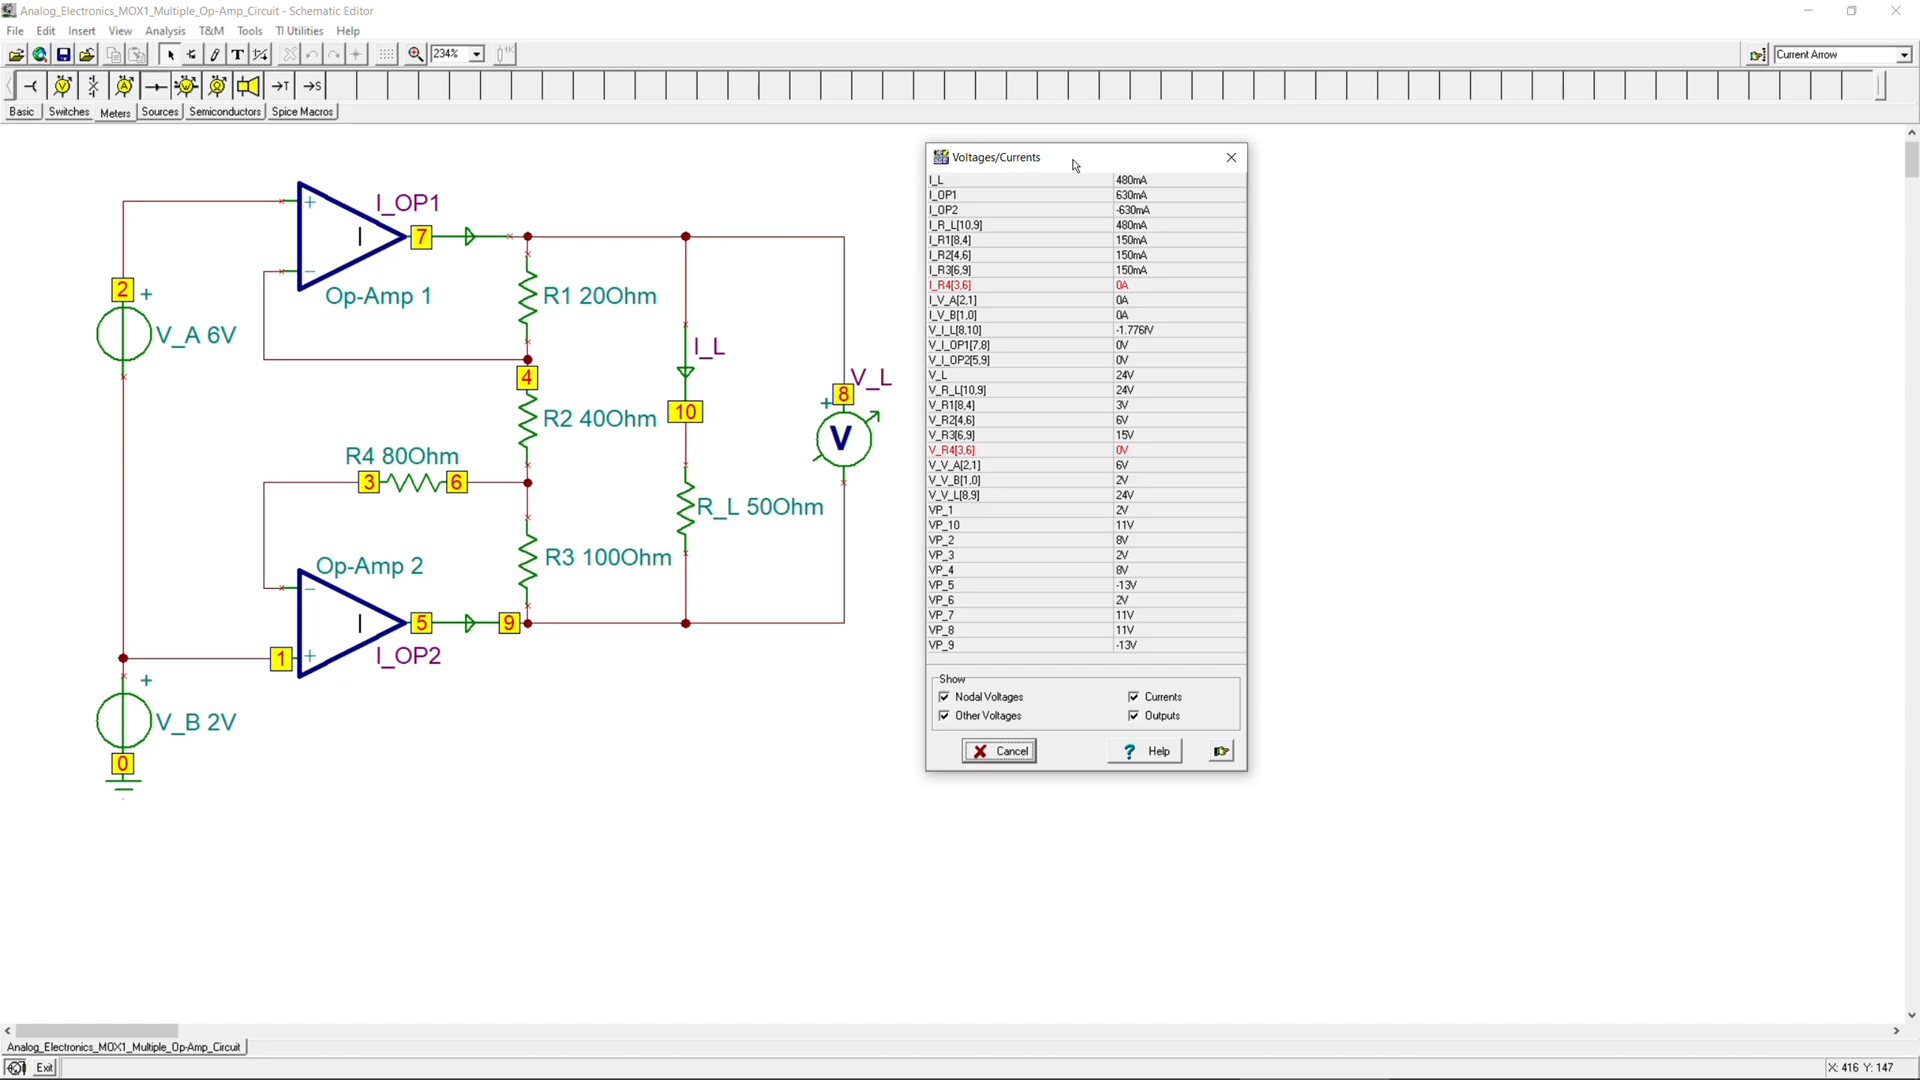 Analog_Electronics_MOX1_Multiple_Op-Amp_Circuit - Schematic Editor
File Edit Insert View Analysis T&M Tools TI Utilities Help
T 234% 1K Current Arrow
V A W Ω →T →S
Basic Switches Meters Sources Semiconductors Spice Macros
I_OP1
+ I 7
−
Op-Amp 1
2 +
V_A 6V
R1 20Ohm
I_L
4
V_L
+ 8
10
R2 40Ohm
V
R4 80Ohm
3 6
R_L 50Ohm
R3 100Ohm
Op-Amp 2
−
I 5 9
1 +
I_OP2
+
V_B 2V
0
Voltages/Currents
I_L 480mA
I_OP1 630mA
I_OP2 -630mA
I_R_L[10,9] 480mA
I_R1[8,4] 150mA
I_R2[4,6] 150mA
I_R3[6,9] 150mA
I_R4[3,6] 0A
I_V_A[2,1] 0A
I_V_B[1,0] 0A
V_I_L[8,10] -1.776fV
V_I_OP1[7,8] 0V
V_I_OP2[5,9] 0V
V_L 24V
V_R_L[10,9] 24V
V_R1[8,4] 3V
V_R2[4,6] 6V
V_R3[6,9] 15V
V_R4[3,6] 0V
V_V_A[2,1] 6V
V_V_B[1,0] 2V
V_V_L[8,9] 24V
VP_1 2V
VP_10 11V
VP_2 8V
VP_3 2V
VP_4 8V
VP_5 -13V
VP_6 2V
VP_7 11V
VP_8 11V
VP_9 -13V
Show
Nodal Voltages Currents
Other Voltages Outputs
Cancel ? Help
Analog_Electronics_MOX1_Multiple_Op-Amp_Circuit
Exit X: 416 Y: 147